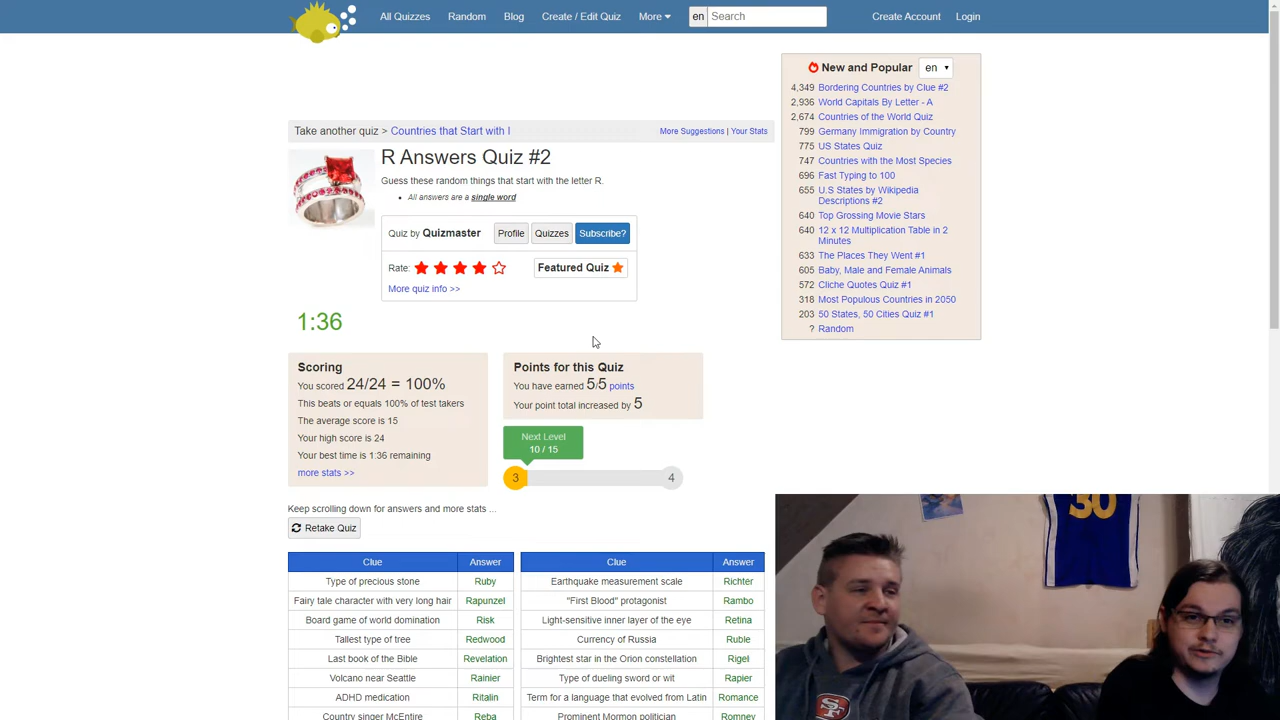 All Quizzes Random Blog Create / Edit Quiz More en Search Create Account Login
New and Popular en
4,349 Bordering Countries by Clue #2
2,936 World Capitals By Letter - A
2,674 Countries of the World Quiz
799 Germany Immigration by Country
775 US States Quiz
747 Countries with the Most Species
696 Fast Typing to 100
655 U.S States by Wikipedia
Descriptions #2
640 Top Grossing Movie Stars
640 12 x 12 Multiplication Table in 2
Minutes
633 The Places They Went #1
605 Baby, Male and Female Animals
572 Cliche Quotes Quiz #1
318 Most Populous Countries in 2050
203 50 States, 50 Cities Quiz #1
? Random
Take another quiz > Countries that Start with I More Suggestions | Your Stats
R Answers Quiz #2
Guess these random things that start with the letter R.
All answers are a single word
Quiz by Quizmaster Profile Quizzes Subscribe?
Rate: Featured Quiz
More quiz info >>
1:36
Scoring
You scored 24/24 = 100%
This beats or equals 100% of test takers
The average score is 15
Your high score is 24
Your best time is 1:36 remaining
more stats >>
Points for this Quiz
You have earned 5/5 points
Your point total increased by 5
Next Level
10 / 15
3 4
Keep scrolling down for answers and more stats ...
Retake Quiz
Clue Answer Clue Answer
Type of precious stone Ruby Earthquake measurement scale Richter
Fairy tale character with very long hair Rapunzel "First Blood" protagonist Rambo
Board game of world domination Risk Light-sensitive inner layer of the eye Retina
Tallest type of tree Redwood Currency of Russia Ruble
Last book of the Bible Revelation Brightest star in the Orion constellation Rigel
Volcano near Seattle Rainier Type of dueling sword or wit Rapier
ADHD medication Ritalin Term for a language that evolved from Latin Romance
Country singer McEntire Reba Prominent Mormon politician Romney
30